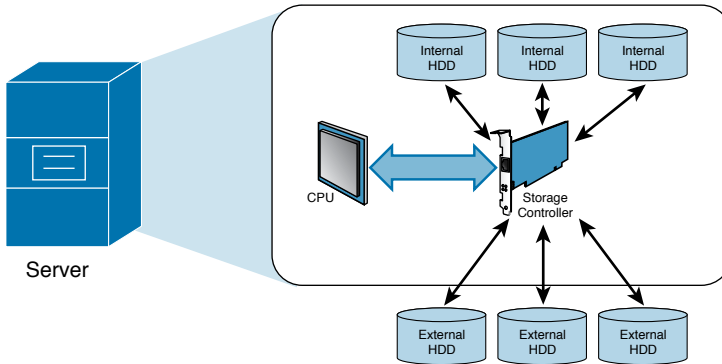 Internal
HDD
Internal
HDD
Internal
HDD
CPU
Storage
Controller
Server
External
HDD
External
HDD
External
HDD